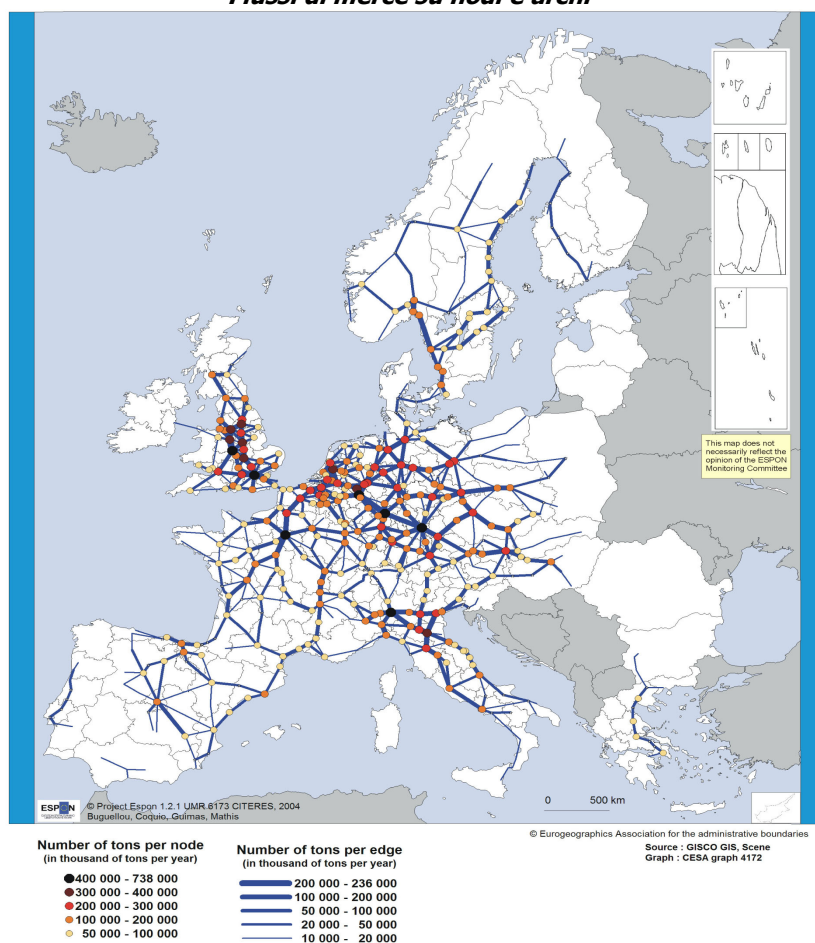 Flussi di merce su nodi e archi
This map does not
necessarily reflect the
opinion of the ESPON
Monitoring Committee
0 500 km
ESPON
© Project Espon 1.2.1 UMR 6173 CITERES, 2004
Buguellou, Coquio, Guimas, Mathis
© Eurogeographics Association for the administrative boundaries
Source : GISCO GIS, Scene
Graph : CESA graph 4172
Number of tons per node
(in thousand of tons per year)
400 000 - 738 000
300 000 - 400 000
200 000 - 300 000
100 000 - 200 000
50 000 - 100 000
Number of tons per edge
(in thousand of tons per year)
200 000 - 236 000
100 000 - 200 000
50 000 - 100 000
20 000 - 50 000
10 000 - 20 000